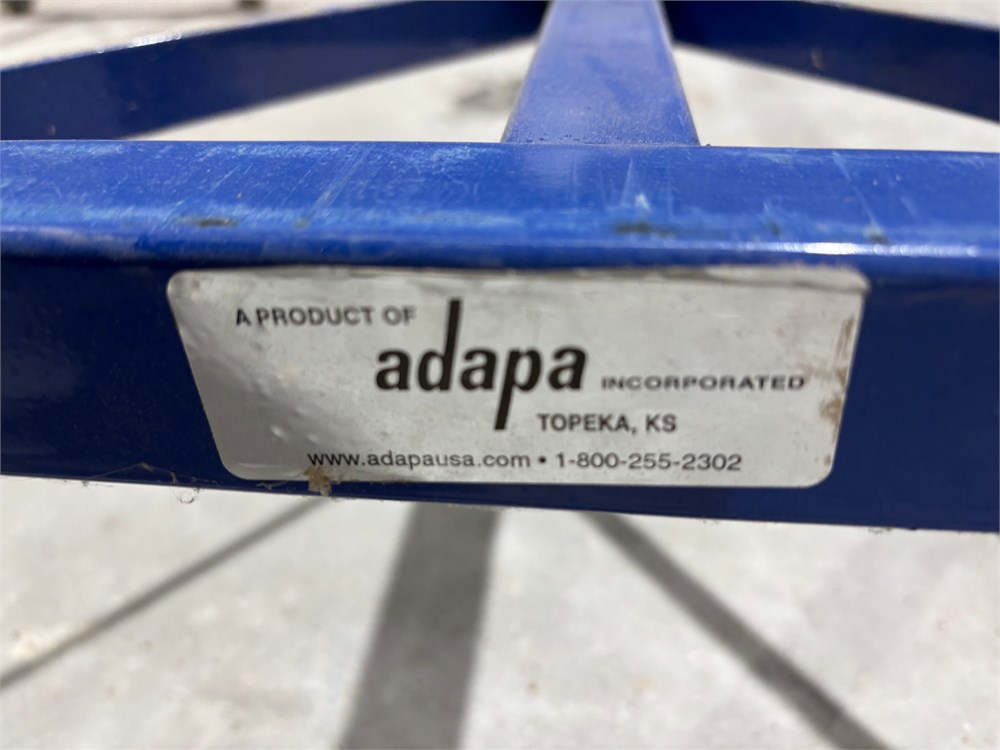 A PRODUCT OF
adapa INCORPORATED
TOPEKA, KS
www.adapausa.com • 1-800-255-2302